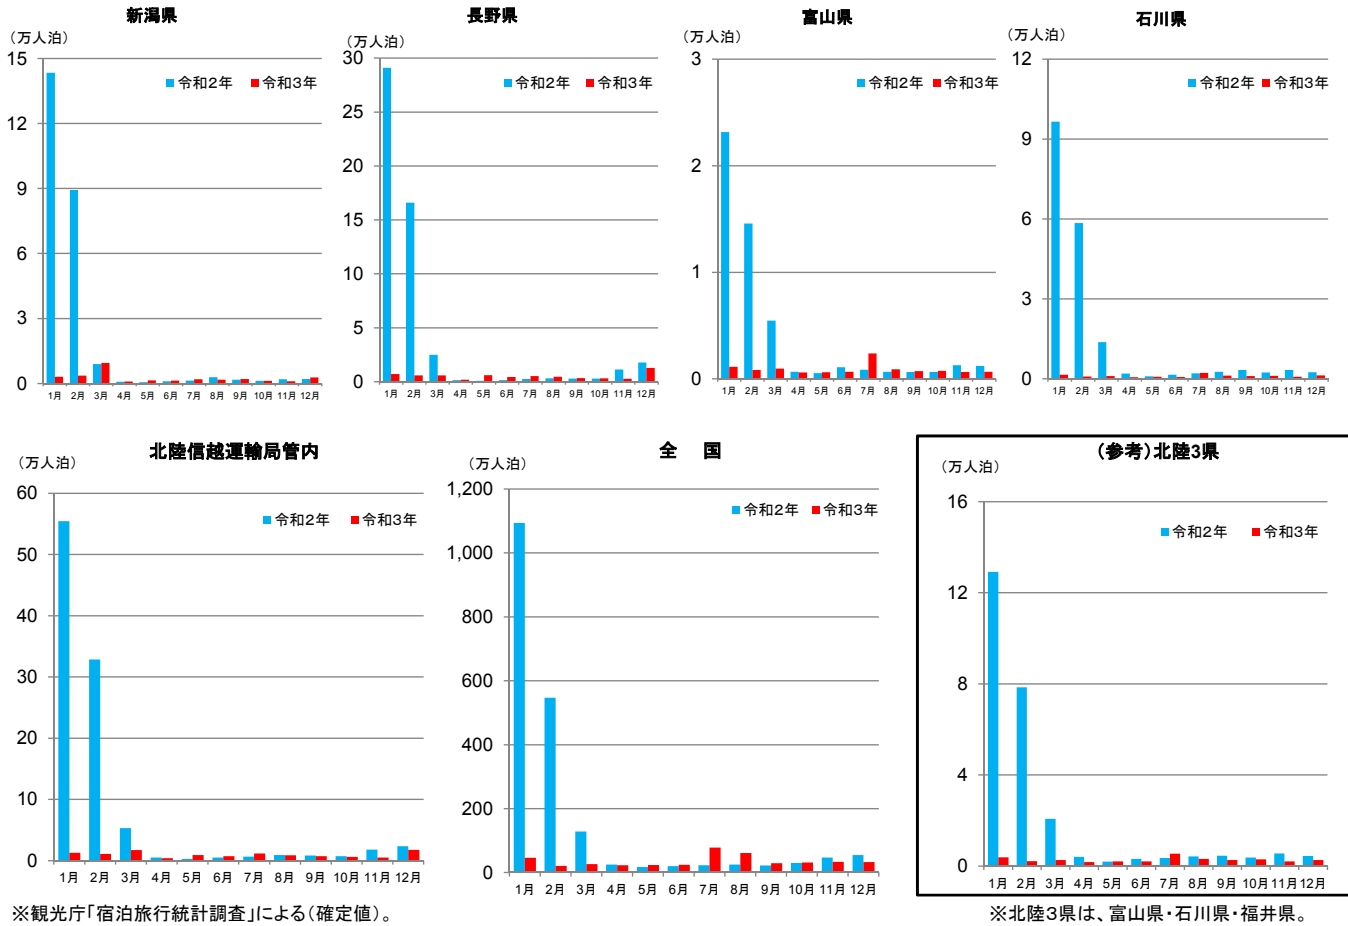 新潟県
(万人泊)
15
12
9
6
3
0
令和2年 令和3年
1月 2月 3月 4月 5月 6月 7月 8月 9月 10月 11月 12月
長野県
(万人泊)
30
25
20
15
10
5
0
令和2年 令和3年
1月 2月 3月 4月 5月 6月 7月 8月 9月 10月 11月 12月
富山県
(万人泊)
3
2
1
0
令和2年 令和3年
1月 2月 3月 4月 5月 6月 7月 8月 9月 10月 11月 12月
石川県
(万人泊)
12
9
6
3
0
令和2年 令和3年
1月 2月 3月 4月 5月 6月 7月 8月 9月 10月 11月 12月
北陸信越運輸局管内
(万人泊)
60
50
40
30
20
10
0
令和2年 令和3年
1月 2月 3月 4月 5月 6月 7月 8月 9月 10月 11月 12月
全 国
(万人泊)
1,200
1,000
800
600
400
200
0
令和2年 令和3年
1月 2月 3月 4月 5月 6月 7月 8月 9月 10月 11月 12月
(参考)北陸3県
(万人泊)
16
12
8
4
0
令和2年 令和3年
1月 2月 3月 4月 5月 6月 7月 8月 9月 10月 11月 12月
※観光庁「宿泊旅行統計調査」による(確定値)。
※北陸3県は、富山県・石川県・福井県。